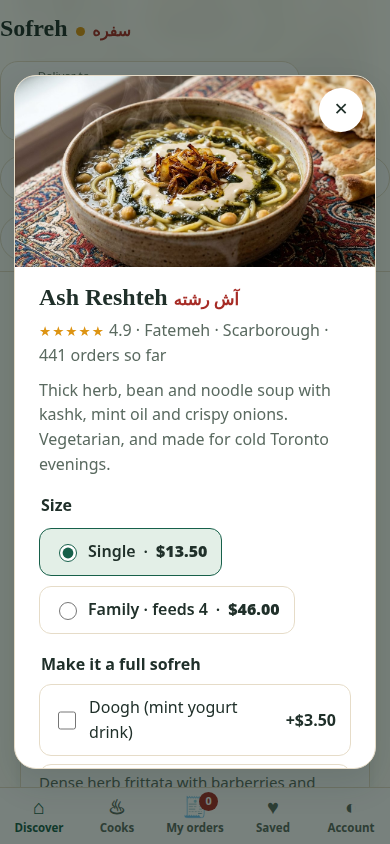 Sofreh سفره
✕
Ash Reshteh آش رشته
★★★★★ 4.9 · Fatemeh · Scarborough ·
441 orders so far
Thick herb, bean and noodle soup with
kashk, mint oil and crispy onions.
Vegetarian, and made for cold Toronto
evenings.
Size
Single · $13.50
Family · feeds 4 · $46.00
Make it a full sofreh
Doogh (mint yogurt
drink)
+$3.50
Dense herb frittata with barberries and
0
Discover Cooks My orders Saved Account